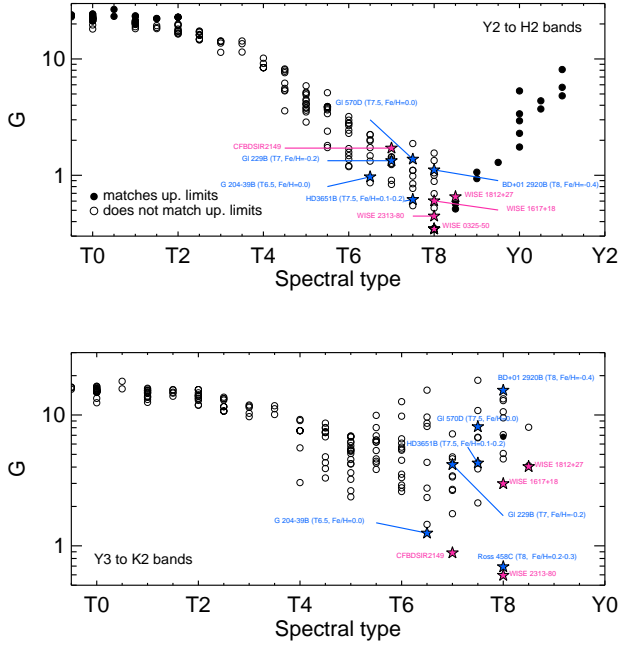 Y2 to H2 bands
10
1
G
Gl 570D (T7.5, Fe/H=0.0)
CFBDSIR2149
Gl 229B (T7, Fe/H=-0.2)
G 204-39B (T6.5, Fe/H=0.0)
BD+01 2920B (T8, Fe/H=-0.4)
matches up. limits
does not match up. limits
HD3651B (T7.5, Fe/H=0.1-0.2)
WISE 1812+27
WISE 2313-80
WISE 1617+18
WISE 0325-50
T0 T2 T4 T6 T8 Y0 Y2
Spectral type
BD+01 2920B (T8, Fe/H=-0.4)
10
1
G
Gl 570D (T7.5, Fe/H=0.0)
HD3651B (T7.5, Fe/H=0.1-0.2)
WISE 1812+27
WISE 1617+18
Gl 229B (T7, Fe/H=-0.2)
G 204-39B (T6.5, Fe/H=0.0)
Y3 to K2 bands
CFBDSIR2149
Ross 458C (T8, Fe/H=0.2-0.3)
WISE 2313-80
T0 T2 T4 T6 T8 Y0
Spectral type